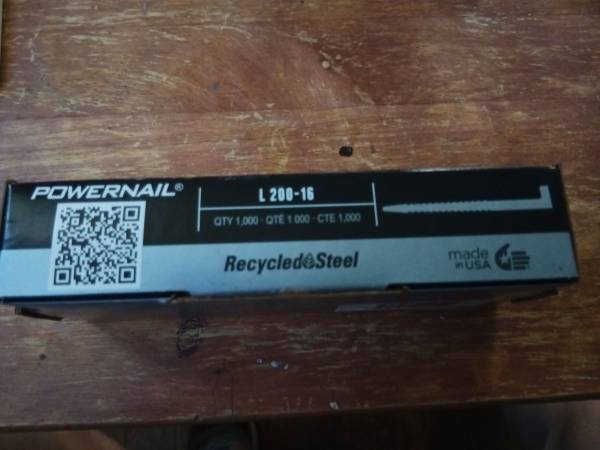 POWERNAIL®
L 200-16
QTY 1,000 · QTÉ 1 000 · CTE 1,000
Recycled Steel
made
in USA